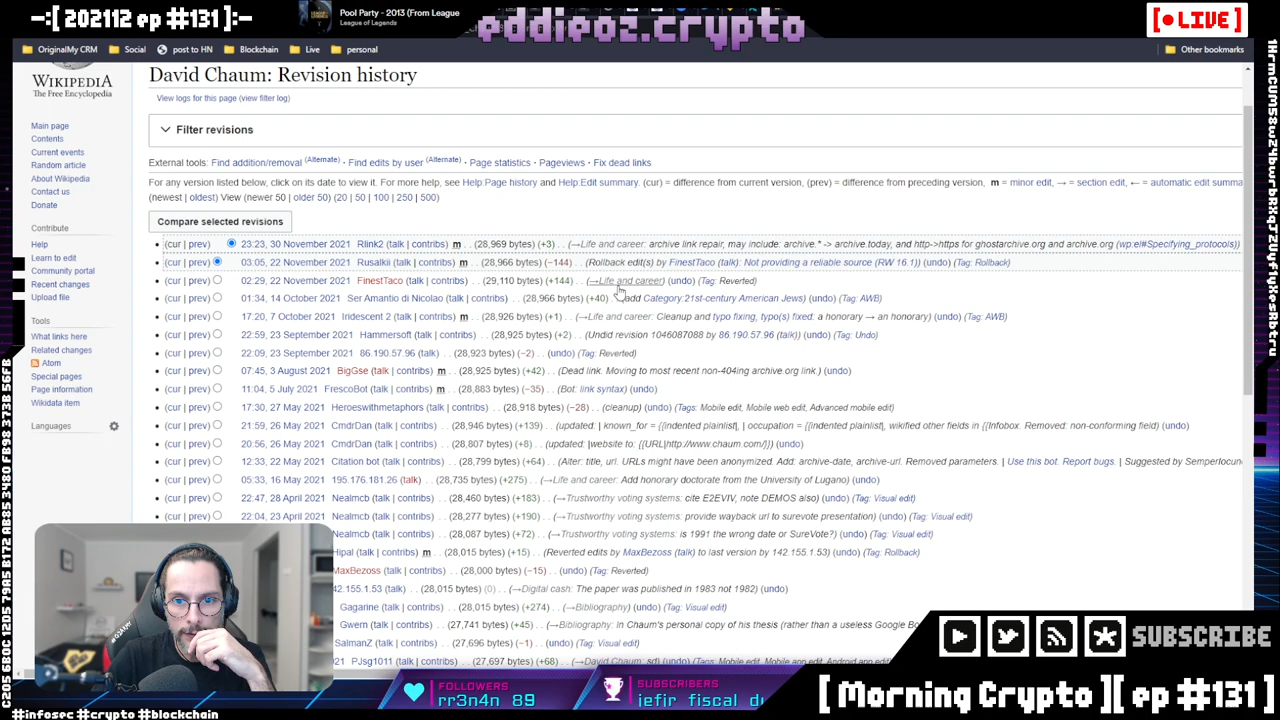 -:[ 202112 ep #131 ]:-
Pool Party - 2013 (From League
League of Legends
eddieoz.crypto
[● LIVE]
OriginalMy CRM
Social
post to HN
Blockchain
Live
personal
Other bookmarks
WIKIPEDIA
The Free Encyclopedia
Main page
Contents
Current events
Random article
About Wikipedia
Contact us
Donate
Contribute
Help
Learn to edit
Community portal
Recent changes
Upload file
Tools
What links here
Related changes
Atom
Special pages
Page information
Wikidata item
Languages
David Chaum: Revision history
View logs for this page (view filter log)
Filter revisions
External tools: Find addition/removal (Alternate) · Find edits by user (Alternate) · Page statistics · Pageviews · Fix dead links
For any version listed below, click on its date to view it. For more help, see Help:Page history and Help:Edit summary. (cur) = difference from current version, (prev) = difference from preceding version, m = minor edit, → = section edit, ← = automatic edit summa
(newest | oldest) View (newer 50 | older 50) (20 | 50 | 100 | 250 | 500)
Compare selected revisions
(cur | prev) 23:23, 30 November 2021 Rlink2 (talk | contribs) m . . (28,969 bytes) (+3) . . (→Life and career: archive link repair, may include: archive.* -> archive.today, and http->https for ghostarchive.org and archive.org (wp:el#Specifying_protocols))
(cur | prev) 03:05, 22 November 2021 Rusalkii (talk | contribs) m . . (28,966 bytes) (−144) . . (Rollback edit(s) by FinestTaco (talk): Not providing a reliable source (RW 16.1)) (undo) (Tag: Rollback)
(cur | prev) 02:29, 22 November 2021 FinestTaco (talk | contribs) . . (29,110 bytes) (+144) . . (→Life and career) (undo) (Tag: Reverted)
(cur | prev) 01:34, 14 October 2021 Ser Amantio di Nicolao (talk | contribs) . . (28,966 bytes) (+40) add Category:21st-century American Jews) (undo) (Tag: AWB)
(cur | prev) 17:20, 7 October 2021 Iridescent 2 (talk | contribs) m . . (28,926 bytes) (+1) . . (→Life and career: Cleanup and typo fixing, typo(s) fixed: a honorary → an honorary) (undo) (Tag: AWB)
(cur | prev) 22:59, 23 September 2021 Hammersoft (talk | contribs) . . (28,925 bytes) (+2) . . (Undid revision 1046087088 by 86.190.57.96 (talk)) (undo) (Tag: Undo)
(cur | prev) 22:09, 23 September 2021 86.190.57.96 (talk) . . (28,923 bytes) (−2) . . (undo) (Tag: Reverted)
(cur | prev) 07:45, 3 August 2021 BigGse (talk | contribs) m . . (28,925 bytes) (+42) . . (Dead link. Moving to most recent non-404ing archive.org link.) (undo)
(cur | prev) 11:04, 5 July 2021 FrescoBot (talk | contribs) m . . (28,883 bytes) (−35) . . (Bot: link syntax) (undo)
(cur | prev) 17:30, 27 May 2021 Heroeswithmetaphors (talk | contribs) . . (28,918 bytes) (−28) . . (cleanup) (undo) (Tags: Mobile edit, Mobile web edit, Advanced mobile edit)
(cur | prev) 21:59, 26 May 2021 CmdrDan (talk | contribs) . . (28,946 bytes) (+139) . . (updated: | known_for = {{indented plainlist|, | occupation = {{indented plainlist|, wikified other fields in {{Infobox. Removed: non-conforming field) (undo)
(cur | prev) 20:56, 26 May 2021 CmdrDan (talk | contribs) . . (28,807 bytes) (+8) . . (updated: |website to: {{URL|http://www.chaum.com/}}) (undo)
(cur | prev) 12:33, 22 May 2021 Citation bot (talk | contribs) . . (28,799 bytes) (+64) . . (Alter: title, url. URLs might have been anonymized. Add: archive-date, archive-url. Removed parameters. | Use this bot. Report bugs. | Suggested by Semperlocun
(cur | prev) 05:33, 16 May 2021 195.176.181.26 (talk) . . (28,735 bytes) (+275) . . (→Life and career: Add honorary doctorate from the University of Lugano) (undo)
(cur | prev) 22:47, 28 April 2021 Nealmcb (talk | contribs) . . (28,460 bytes) (+183) . . (→Trustworthy voting systems: cite E2EVIV, note DEMOS also) (undo) (Tag: Visual edit)
(cur | prev) 22:04, 23 April 2021 Nealmcb (talk | contribs) . . (28,277 bytes) (+190) . . (→Trustworthy voting systems: provide wayback url to surevote presentation) (undo) (Tag: Visual edit)
Nealmcb (talk | contribs) . . (28,087 bytes) (+72) . . (→Trustworthy voting systems: is 1991 the wrong date or SureVote?) (undo) (Tag: Visual edit)
Hipal (talk | contribs) m . . (28,015 bytes) (+15) . . (Reverted edits by MaxBezoss (talk) to last version by 142.155.1.53) (undo) (Tag: Rollback)
MaxBezoss (talk | contribs) . . (28,000 bytes) (−15) . . (undo) (Tag: Reverted)
42.155.1.53 (talk) . . (28,015 bytes) (0) . . (→Digital cash: The paper was published in 1983 not 1982) (undo)
Gagarine (talk | contribs) . . (28,015 bytes) (+274) . . (→Bibliography) (undo) (Tag: Visual edit)
Gwern (talk | contribs) . . (27,741 bytes) (+45) . . (→Bibliography: In Chaum's personal copy of his thesis (rather than a useless Google Bo
SalmanZ (talk | contribs) . . (27,696 bytes) (−1) . . (undo) (Tag: Visual edit)
021 PJsg1011 (talk | contribs) . . (27,697 bytes) (+68) . . (→David Chaum: sd) (undo) (Tags: Mobile edit, Mobile app edit, Android app edit)
SUBSCRIBE
FOLLOWERS
rr3n4n 89
SUBSCRIBERS
iefir_fiscal_du
[ Morning Crypto ][ ep #131 ]
#infosec #crypto #blockchain